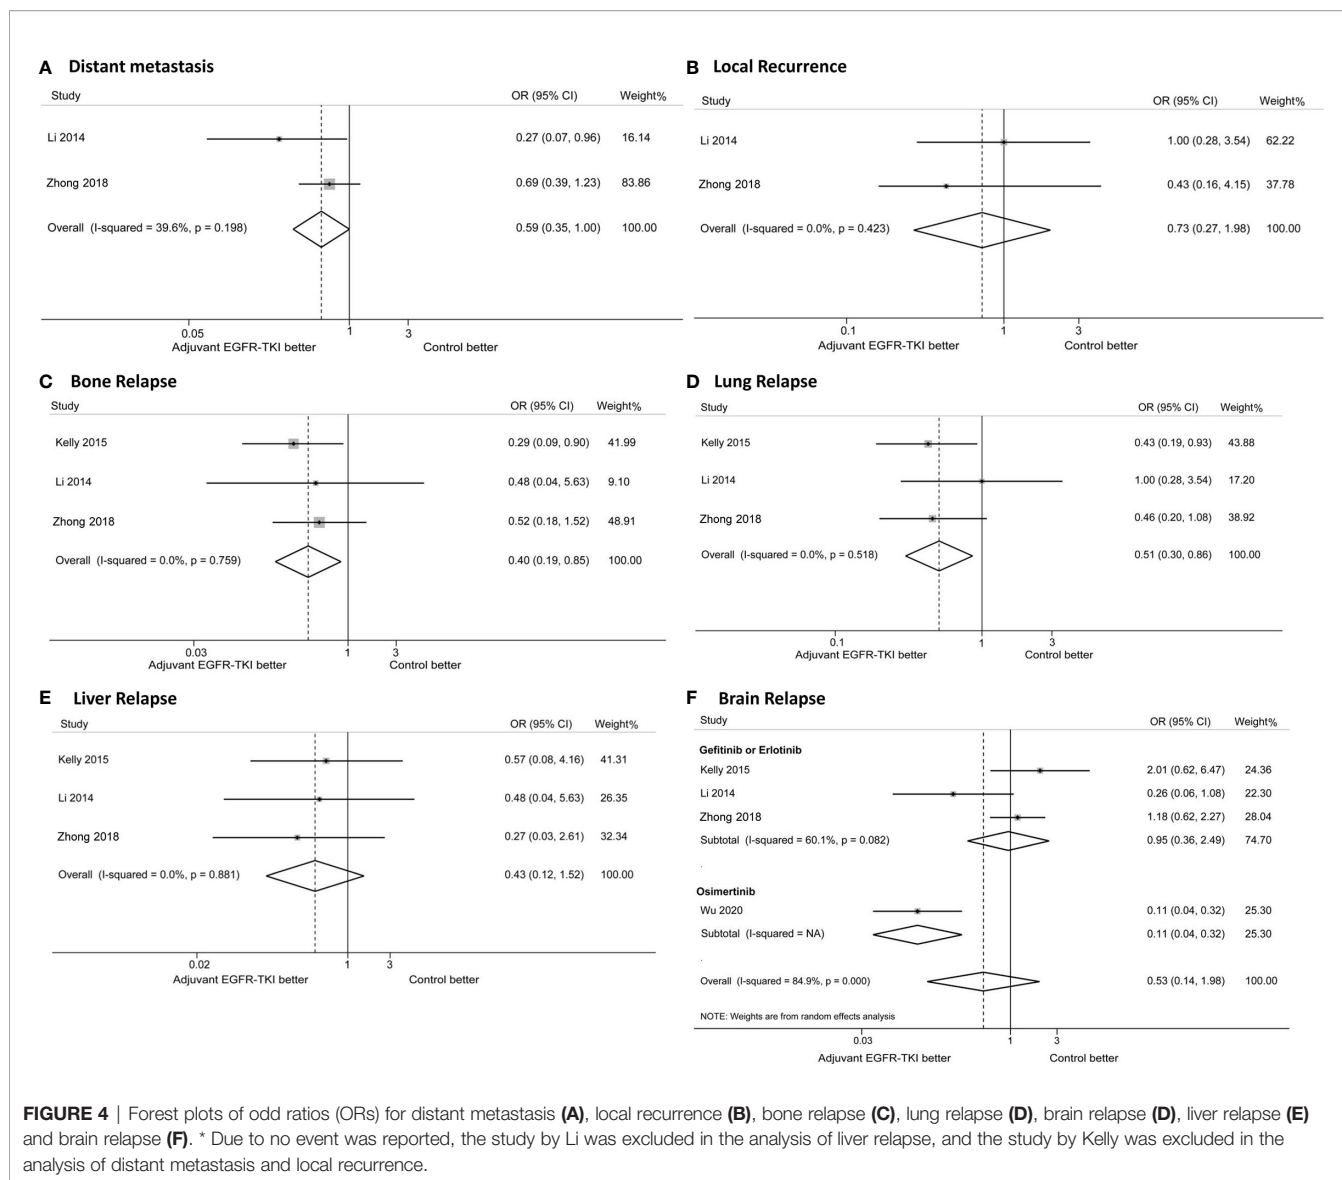 A Distant metastasis
Study OR (95% CI) Weight%
Li 2014 0.27 (0.07, 0.96) 16.14
Zhong 2018 0.69 (0.39, 1.23) 83.86
Overall (I-squared = 39.6%, p = 0.198) 0.59 (0.35, 1.00) 100.00
0.05 1 3
Adjuvant EGFR-TKI better Control better
B Local Recurrence
Study OR (95% CI) Weight%
Li 2014 1.00 (0.28, 3.54) 62.22
Zhong 2018 0.43 (0.16, 4.15) 37.78
Overall (I-squared = 0.0%, p = 0.423) 0.73 (0.27, 1.98) 100.00
0.1 1 3
Adjuvant EGFR-TKI better Control better
C Bone Relapse
Study OR (95% CI) Weight%
Kelly 2015 0.29 (0.09, 0.90) 41.99
Li 2014 0.48 (0.04, 5.63) 9.10
Zhong 2018 0.52 (0.18, 1.52) 48.91
Overall (I-squared = 0.0%, p = 0.759) 0.40 (0.19, 0.85) 100.00
0.03 1 3
Adjuvant EGFR-TKI better Control better
D Lung Relapse
Study OR (95% CI) Weight%
Kelly 2015 0.43 (0.19, 0.93) 43.88
Li 2014 1.00 (0.28, 3.54) 17.20
Zhong 2018 0.46 (0.20, 1.08) 38.92
Overall (I-squared = 0.0%, p = 0.518) 0.51 (0.30, 0.86) 100.00
0.1 1 3
Adjuvant EGFR-TKI better Control better
E Liver Relapse
Study OR (95% CI) Weight%
Kelly 2015 0.57 (0.08, 4.16) 41.31
Li 2014 0.48 (0.04, 5.63) 26.35
Zhong 2018 0.27 (0.03, 2.61) 32.34
Overall (I-squared = 0.0%, p = 0.881) 0.43 (0.12, 1.52) 100.00
0.02 1 3
Adjuvant EGFR-TKI better Control better
F Brain Relapse
Study OR (95% CI) Weight%
Gefitinib or Erlotinib
Kelly 2015 2.01 (0.62, 6.47) 24.36
Li 2014 0.26 (0.06, 1.08) 22.30
Zhong 2018 1.18 (0.62, 2.27) 28.04
Subtotal (I-squared = 60.1%, p = 0.082) 0.95 (0.36, 2.49) 74.70
.
Osimertinib
Wu 2020 0.11 (0.04, 0.32) 25.30
Subtotal (I-squared = NA) 0.11 (0.04, 0.32) 25.30
.
Overall (I-squared = 84.9%, p = 0.000) 0.53 (0.14, 1.98) 100.00
NOTE: Weights are from random effects analysis
0.03 1 3
Adjuvant EGFR-TKI better Control better
FIGURE 4 | Forest plots of odd ratios (ORs) for distant metastasis (A), local recurrence (B), bone relapse (C), lung relapse (D), brain relapse (D), liver relapse (E)
and brain relapse (F). * Due to no event was reported, the study by Li was excluded in the analysis of liver relapse, and the study by Kelly was excluded in the
analysis of distant metastasis and local recurrence.